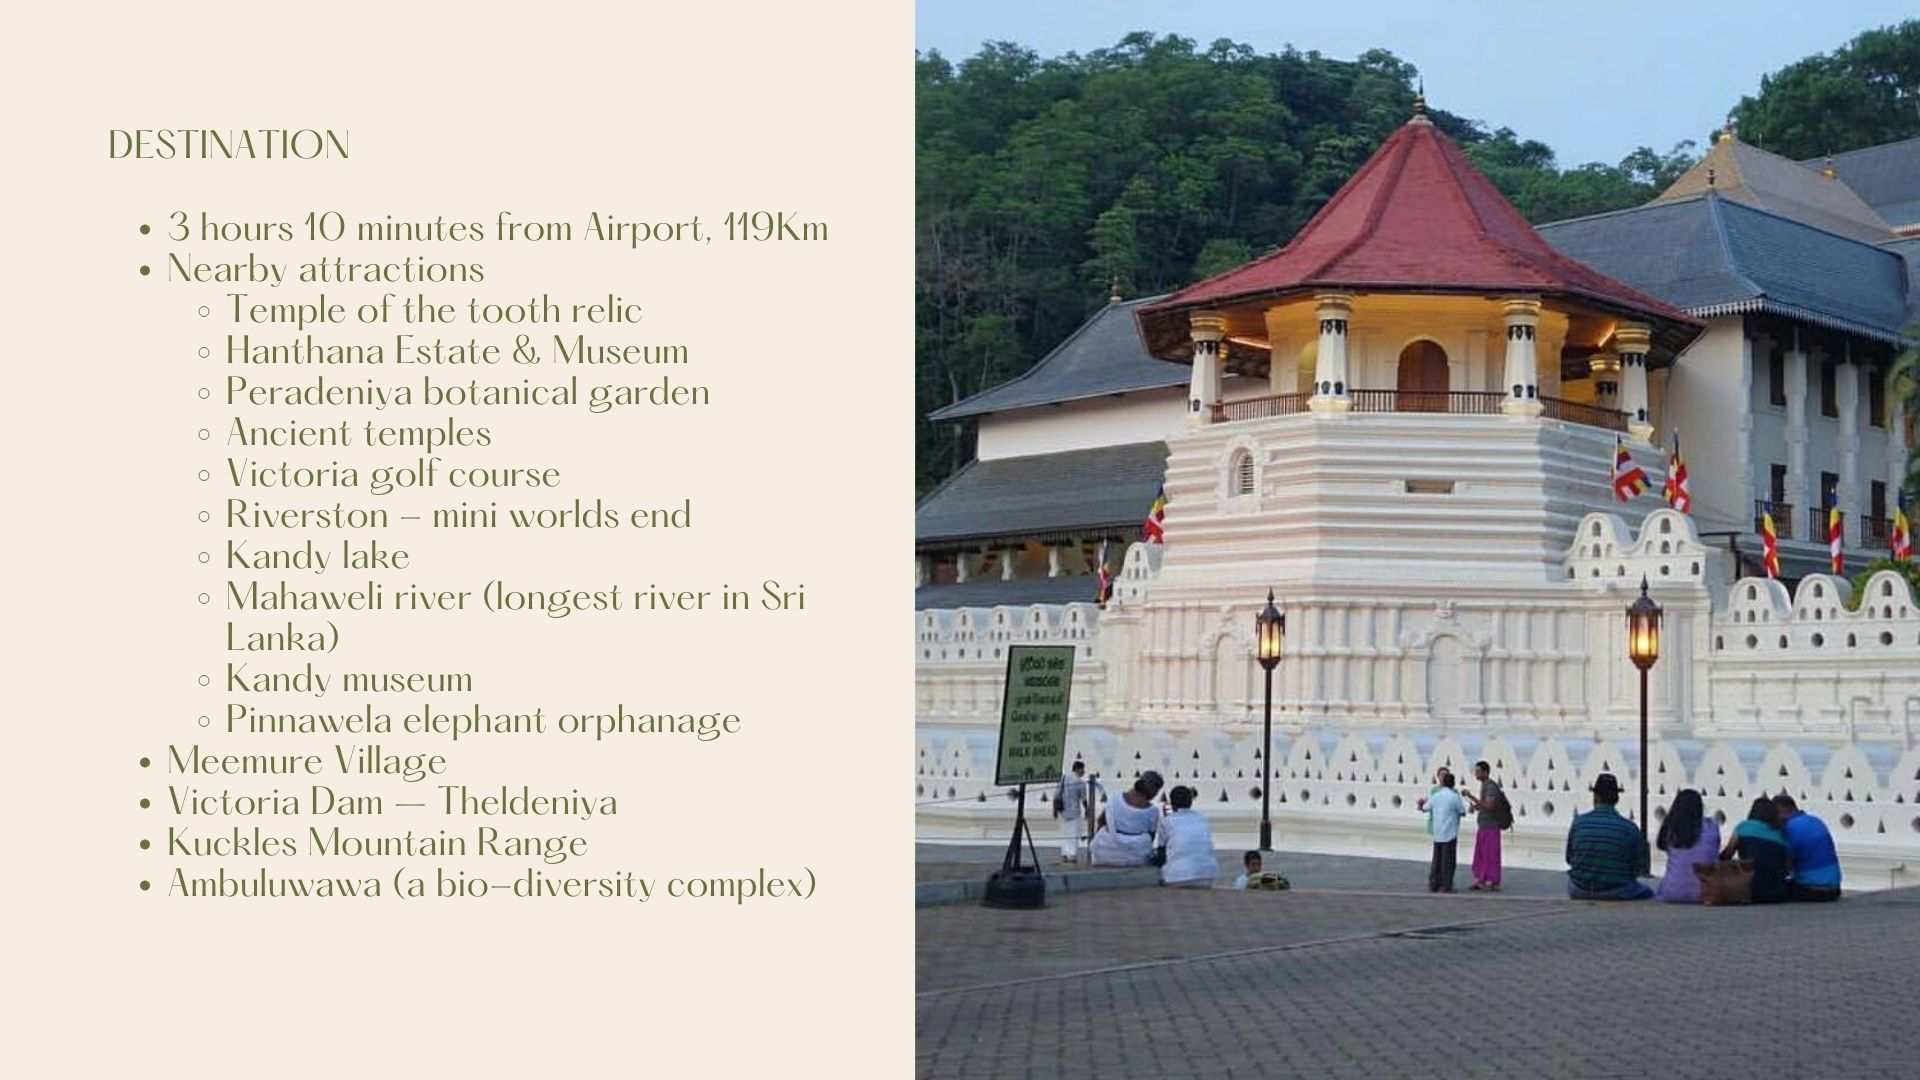 DESTINATION
• 3 hours 10 minutes from Airport, 119Km
• Nearby attractions
◦ Temple of the tooth relic
◦ Hanthana Estate & Museum
◦ Peradeniya botanical garden
◦ Ancient temples
◦ Victoria golf course
◦ Riverston - mini worlds end
◦ Kandy lake
◦ Mahaweli river (longest river in Sri
Lanka)
◦ Kandy museum
◦ Pinnawela elephant orphanage
• Meemure Village
• Victoria Dam – Theldeniya
• Kuckles Mountain Range
• Ambuluwawa (a bio-diversity complex)
DO NOT
WALK AHEAD